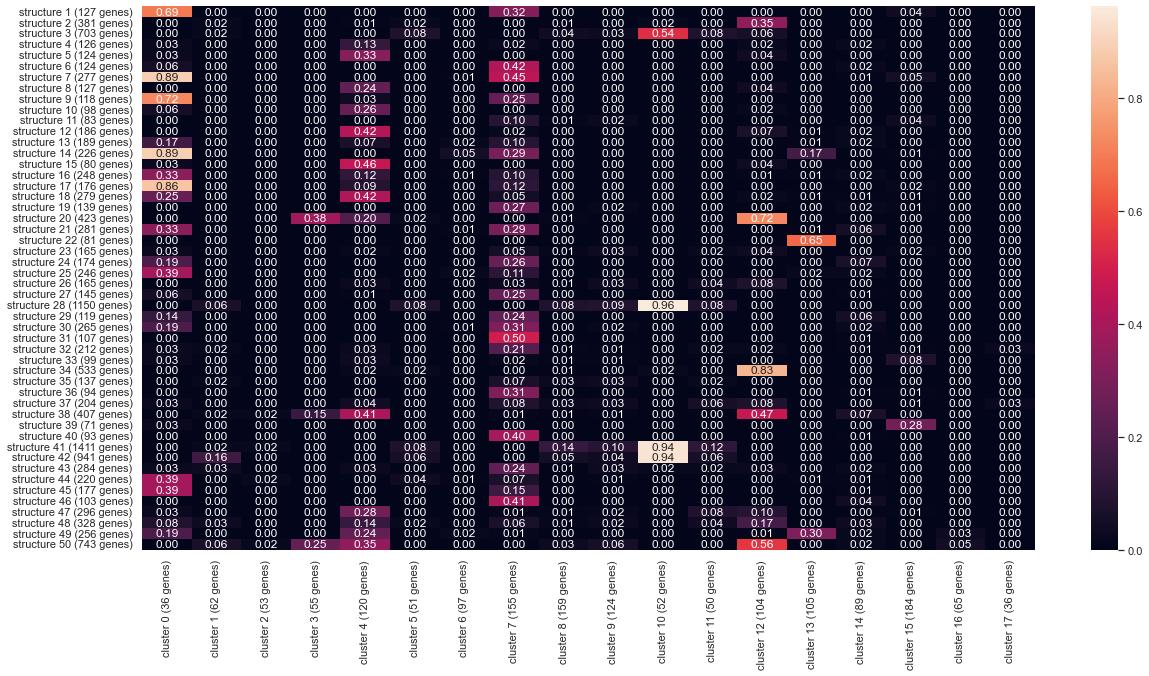 structure 1 (127 genes) 0.69 0.00 0.00 0.00 0.00 0.00 0.00 0.32 0.00 0.00 0.00 0.00 0.00 0.00 0.00 0.04 0.00 0.00
structure 2 (381 genes) 0.00 0.02 0.00 0.00 0.01 0.02 0.00 0.00 0.01 0.00 0.02 0.00 0.35 0.00 0.00 0.00 0.00 0.00
structure 3 (703 genes) 0.00 0.02 0.00 0.00 0.00 0.08 0.00 0.00 0.04 0.03 0.54 0.08 0.06 0.00 0.00 0.00 0.00 0.00
structure 4 (126 genes) 0.03 0.00 0.00 0.00 0.13 0.00 0.00 0.02 0.00 0.00 0.00 0.00 0.02 0.00 0.02 0.00 0.00 0.00
structure 5 (124 genes) 0.03 0.00 0.00 0.00 0.33 0.00 0.00 0.00 0.00 0.00 0.00 0.00 0.04 0.00 0.00 0.00 0.00 0.00
structure 6 (124 genes) 0.06 0.00 0.00 0.00 0.00 0.00 0.00 0.42 0.00 0.00 0.00 0.00 0.00 0.00 0.02 0.00 0.00 0.00
structure 7 (277 genes) 0.89 0.00 0.00 0.00 0.00 0.00 0.01 0.45 0.00 0.00 0.00 0.00 0.00 0.00 0.01 0.05 0.00 0.00
structure 8 (127 genes) 0.00 0.00 0.00 0.00 0.24 0.00 0.00 0.00 0.00 0.00 0.00 0.00 0.04 0.00 0.00 0.00 0.00 0.00
structure 9 (118 genes) 0.72 0.00 0.00 0.00 0.03 0.00 0.00 0.25 0.00 0.00 0.00 0.00 0.00 0.00 0.00 0.00 0.00 0.00
structure 10 (98 genes) 0.06 0.00 0.00 0.00 0.26 0.00 0.00 0.01 0.00 0.00 0.00 0.00 0.02 0.00 0.01 0.00 0.00 0.00
structure 11 (83 genes) 0.00 0.00 0.00 0.00 0.00 0.00 0.00 0.10 0.01 0.02 0.00 0.00 0.00 0.00 0.00 0.04 0.00 0.00
structure 12 (186 genes) 0.00 0.00 0.00 0.00 0.42 0.00 0.00 0.02 0.00 0.00 0.00 0.00 0.07 0.01 0.02 0.00 0.00 0.00
structure 13 (189 genes) 0.17 0.00 0.00 0.00 0.07 0.00 0.02 0.10 0.00 0.00 0.00 0.00 0.00 0.01 0.00 0.00 0.00 0.00
structure 14 (226 genes) 0.89 0.00 0.00 0.00 0.00 0.00 0.05 0.29 0.00 0.00 0.00 0.00 0.00 0.17 0.00 0.01 0.00 0.00
structure 15 (80 genes) 0.03 0.00 0.00 0.00 0.46 0.00 0.00 0.00 0.00 0.00 0.00 0.00 0.04 0.00 0.00 0.00 0.00 0.00
structure 16 (248 genes) 0.33 0.00 0.00 0.00 0.12 0.00 0.01 0.10 0.00 0.00 0.00 0.00 0.01 0.01 0.02 0.00 0.00 0.00
structure 17 (176 genes) 0.86 0.00 0.00 0.00 0.09 0.00 0.00 0.12 0.00 0.00 0.00 0.00 0.00 0.00 0.00 0.02 0.00 0.00
structure 18 (279 genes) 0.25 0.00 0.00 0.00 0.42 0.00 0.00 0.05 0.00 0.00 0.00 0.00 0.02 0.01 0.01 0.01 0.00 0.00
structure 19 (139 genes) 0.00 0.00 0.00 0.00 0.00 0.00 0.00 0.27 0.00 0.02 0.00 0.00 0.00 0.00 0.01 0.00 0.00 0.00
structure 20 (423 genes) 0.00 0.00 0.00 0.38 0.20 0.02 0.00 0.00 0.01 0.00 0.00 0.00 0.72 0.00 0.00 0.00 0.00 0.00
structure 21 (281 genes) 0.33 0.00 0.00 0.00 0.00 0.00 0.01 0.29 0.00 0.00 0.00 0.00 0.00 0.01 0.06 0.00 0.00 0.00
structure 22 (81 genes) 0.00 0.00 0.00 0.00 0.00 0.00 0.00 0.00 0.00 0.00 0.00 0.00 0.00 0.65 0.00 0.00 0.00 0.00
structure 23 (165 genes) 0.03 0.00 0.00 0.00 0.02 0.00 0.00 0.05 0.01 0.03 0.00 0.02 0.04 0.00 0.02 0.00 0.00 0.00
structure 24 (174 genes) 0.19 0.00 0.00 0.00 0.00 0.00 0.00 0.26 0.00 0.00 0.00 0.00 0.00 0.00 0.07 0.00 0.00 0.00
structure 25 (246 genes) 0.39 0.00 0.00 0.00 0.00 0.00 0.02 0.11 0.00 0.00 0.00 0.00 0.00 0.02 0.02 0.00 0.00 0.00
structure 26 (165 genes) 0.00 0.00 0.00 0.00 0.03 0.00 0.00 0.03 0.01 0.03 0.00 0.04 0.08 0.00 0.00 0.00 0.00 0.00
structure 27 (145 genes) 0.06 0.00 0.00 0.00 0.01 0.00 0.00 0.25 0.00 0.00 0.00 0.00 0.00 0.00 0.01 0.00 0.00 0.00
structure 28 (1150 genes) 0.00 0.06 0.00 0.00 0.00 0.08 0.00 0.00 0.08 0.09 0.96 0.08 0.00 0.00 0.00 0.00 0.00 0.00
structure 29 (119 genes) 0.14 0.00 0.00 0.00 0.00 0.00 0.00 0.24 0.00 0.00 0.00 0.00 0.00 0.00 0.06 0.00 0.00 0.00
structure 30 (265 genes) 0.19 0.00 0.00 0.00 0.00 0.00 0.01 0.31 0.00 0.02 0.00 0.00 0.00 0.00 0.02 0.00 0.00 0.00
structure 31 (107 genes) 0.00 0.00 0.00 0.00 0.00 0.00 0.00 0.50 0.00 0.00 0.00 0.00 0.00 0.00 0.01 0.00 0.00 0.00
structure 32 (212 genes) 0.03 0.02 0.00 0.00 0.03 0.00 0.00 0.21 0.01 0.01 0.00 0.02 0.02 0.00 0.01 0.01 0.00 0.03
structure 33 (99 genes) 0.03 0.00 0.00 0.00 0.03 0.00 0.00 0.02 0.01 0.01 0.00 0.00 0.00 0.00 0.00 0.08 0.00 0.00
structure 34 (533 genes) 0.00 0.00 0.00 0.02 0.02 0.02 0.00 0.00 0.01 0.00 0.02 0.00 0.83 0.00 0.00 0.00 0.00 0.00
structure 35 (137 genes) 0.00 0.02 0.00 0.00 0.00 0.00 0.00 0.07 0.03 0.03 0.00 0.02 0.00 0.00 0.00 0.01 0.00 0.00
structure 36 (94 genes) 0.00 0.00 0.00 0.00 0.00 0.00 0.00 0.31 0.00 0.00 0.00 0.00 0.00 0.00 0.01 0.01 0.00 0.00
structure 37 (204 genes) 0.03 0.00 0.00 0.00 0.04 0.00 0.00 0.08 0.03 0.03 0.00 0.06 0.08 0.00 0.00 0.02 0.00 0.03
structure 38 (407 genes) 0.00 0.02 0.02 0.15 0.41 0.00 0.00 0.01 0.01 0.01 0.00 0.00 0.47 0.00 0.07 0.00 0.00 0.00
structure 39 (71 genes) 0.03 0.00 0.00 0.00 0.00 0.00 0.00 0.00 0.00 0.00 0.00 0.00 0.00 0.00 0.00 0.28 0.00 0.00
structure 40 (93 genes) 0.00 0.00 0.00 0.00 0.00 0.00 0.00 0.40 0.00 0.00 0.00 0.00 0.00 0.00 0.01 0.00 0.00 0.00
structure 41 (1411 genes) 0.00 0.02 0.00 0.00 0.00 0.08 0.00 0.00 0.14 0.10 0.94 0.12 0.00 0.00 0.00 0.00 0.00 0.00
structure 42 (941 genes) 0.00 0.16 0.00 0.00 0.00 0.06 0.00 0.00 0.05 0.04 0.94 0.06 0.00 0.00 0.00 0.00 0.00 0.00
structure 43 (284 genes) 0.03 0.03 0.00 0.00 0.03 0.00 0.00 0.24 0.01 0.03 0.02 0.02 0.03 0.00 0.02 0.01 0.00 0.00
structure 44 (220 genes) 0.39 0.00 0.02 0.00 0.00 0.04 0.01 0.07 0.01 0.00 0.00 0.00 0.00 0.01 0.01 0.00 0.00 0.00
structure 45 (177 genes) 0.39 0.00 0.00 0.00 0.00 0.00 0.00 0.15 0.00 0.00 0.00 0.00 0.00 0.00 0.01 0.00 0.00 0.00
structure 46 (103 genes) 0.00 0.00 0.00 0.00 0.00 0.00 0.00 0.41 0.00 0.00 0.00 0.00 0.00 0.00 0.04 0.00 0.00 0.00
structure 47 (296 genes) 0.03 0.00 0.00 0.00 0.28 0.00 0.00 0.01 0.01 0.02 0.00 0.08 0.10 0.00 0.00 0.01 0.00 0.00
structure 48 (328 genes) 0.08 0.03 0.00 0.00 0.14 0.02 0.00 0.06 0.01 0.02 0.00 0.02 0.17 0.00 0.03 0.00 0.00 0.00
structure 49 (256 genes) 0.19 0.00 0.00 0.00 0.24 0.00 0.02 0.01 0.00 0.00 0.00 0.00 0.01 0.30 0.02 0.00 0.03 0.00
structure 50 (743 genes) 0.00 0.06 0.02 0.25 0.35 0.00 0.00 0.00 0.03 0.06 0.00 0.00 0.56 0.00 0.02 0.00 0.05 0.00
cluster 0 (36 genes)
cluster 1 (62 genes)
cluster 2 (53 genes)
cluster 3 (55 genes)
cluster 4 (120 genes)
cluster 5 (51 genes)
cluster 6 (97 genes)
cluster 7 (155 genes)
cluster 8 (159 genes)
cluster 9 (124 genes)
cluster 10 (52 genes)
cluster 11 (50 genes)
cluster 12 (104 genes)
cluster 13 (105 genes)
cluster 14 (89 genes)
cluster 15 (184 genes)
cluster 16 (65 genes)
cluster 17 (36 genes)
0.8
0.6
0.4
0.2
0.0